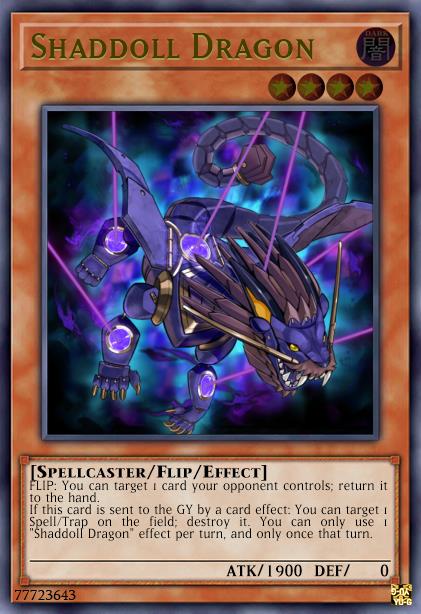 SHADDOLL DRAGON
DARK
闇
[SPELLCASTER/FLIP/EFFECT]
FLIP: You can target 1 card your opponent controls; return it
to the hand.
If this card is sent to the GY by a card effect: You can target 1
Spell/Trap on the field; destroy it. You can only use 1
"Shaddoll Dragon" effect per turn, and only once that turn.
ATK/1900 DEF/ 0
77723643